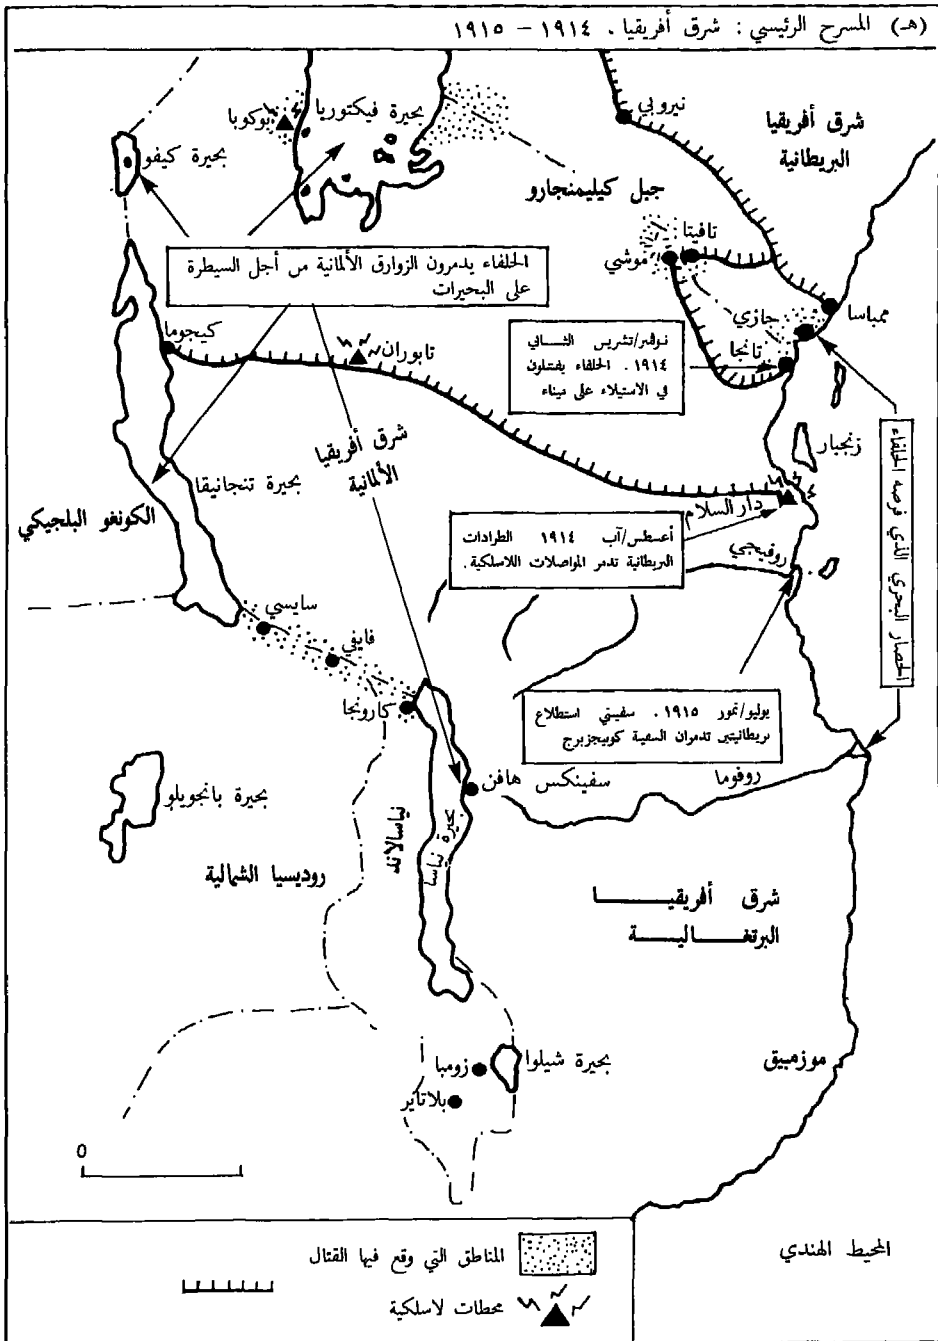 (هـ) المسرح الرئيسي : شرق أفريقيا . ١٩١٤ – ١٩١٥
نيروبي
شرق أفريقيا
البريطانية
بحيرة فيكتوريا
بوكوبا
بحيرة كيفو
جبل كيليمنجارو
تافيتا
موشي
الحلفاء يدمرون الزوارق الألمانية من أجل السيطرة
على البحيرات
ممباسا
جازي
تانجا
نوفمبر/تشرين الثاني
١٩١٤ . الحلفاء يفشلون
في الاستيلاء على ميناء
كيجوما
تابوران
زنجبار
الحصار البحري الذي فرضه الحلفاء
شرق أفريقيا
الألمانية
بحيرة تنجانيقا
الكونغو البلجيكي
دار السلام
أغسطس/آب ١٩١٤ الطرادات
البريطانية تدمر المواصلات اللاسلكية .
روفيجي
سايسي
فايفي
كارونجا
يوليو/تموز ١٩١٥ . سفينتي استطلاع
بريطانيتين تدمران السفينة كونيجزبرج
روفوما
سفينكس هافن
بحيرة بانجويلو
نياسالاند
بحيرة نياسا
روديسيا الشمالية
شرق أفريقيا
البرتغالية
بحيرة شيلوا
زومبا
بلانتاير
موزمبيق
0
المحيط الهندي
المناطق التي وقع فيها القتال
محطات لاسلكية